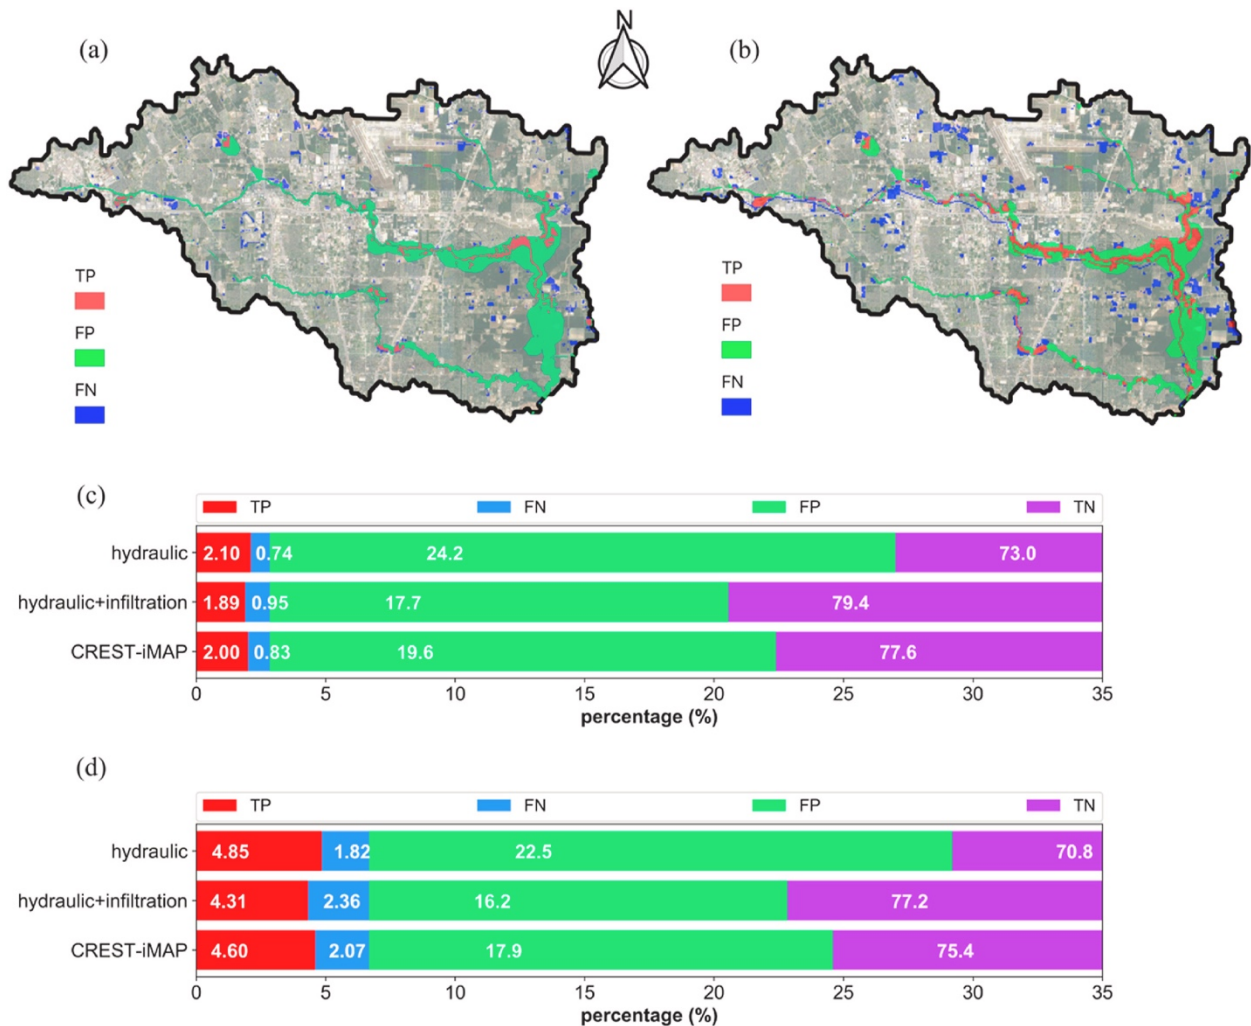 (a)
N
(b)
TP
FP
FN
TP
FP
FN
(c)
TP FN FP TN
hydraulic 2.10 0.74 24.2 73.0
hydraulic+infiltration 1.89 0.95 17.7 79.4
CREST-iMAP 2.00 0.83 19.6 77.6
0 5 10 15 20 25 30 35
percentage (%)
(d)
TP FN FP TN
hydraulic 4.85 1.82 22.5 70.8
hydraulic+infiltration 4.31 2.36 16.2 77.2
CREST-iMAP 4.60 2.07 17.9 75.4
0 5 10 15 20 25 30 35
percentage (%)